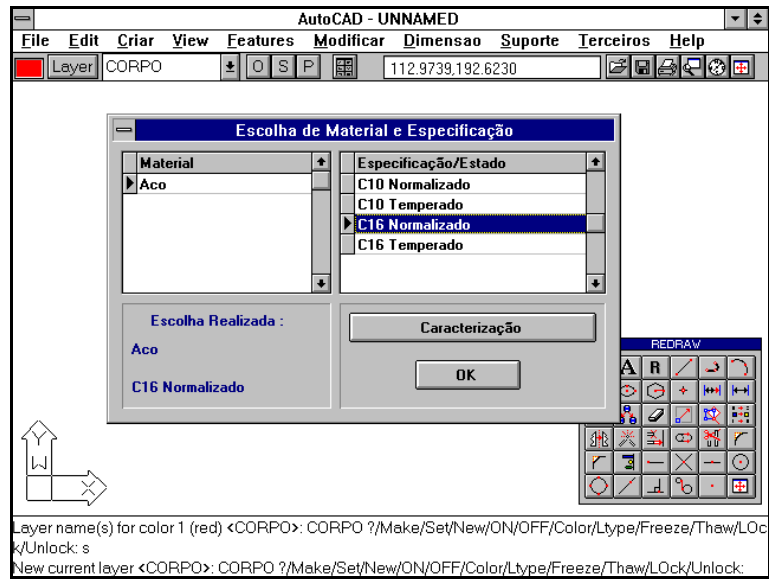 AutoCAD - UNNAMED
File Edit Criar View Features Modificar Dimensao Suporte Terceiros Help
Layer CORPO O S P 112.9739,192.6230
Escolha de Material e Especificação
Material
Aco
Especificação/Estado
C10 Normalizado
C10 Temperado
C16 Normalizado
C16 Temperado
Escolha Realizada :
Aco
C16 Normalizado
Caracterização
OK
REDRAW
A R
Y
W
X
Layer name(s) for color 1 (red) <CORPO>: CORPO ?/Make/Set/New/ON/OFF/Color/Ltype/Freeze/Thaw/LOc
k/Unlock: s
New current layer <CORPO>: CORPO ?/Make/Set/New/ON/OFF/Color/Ltype/Freeze/Thaw/LOck/Unlock: